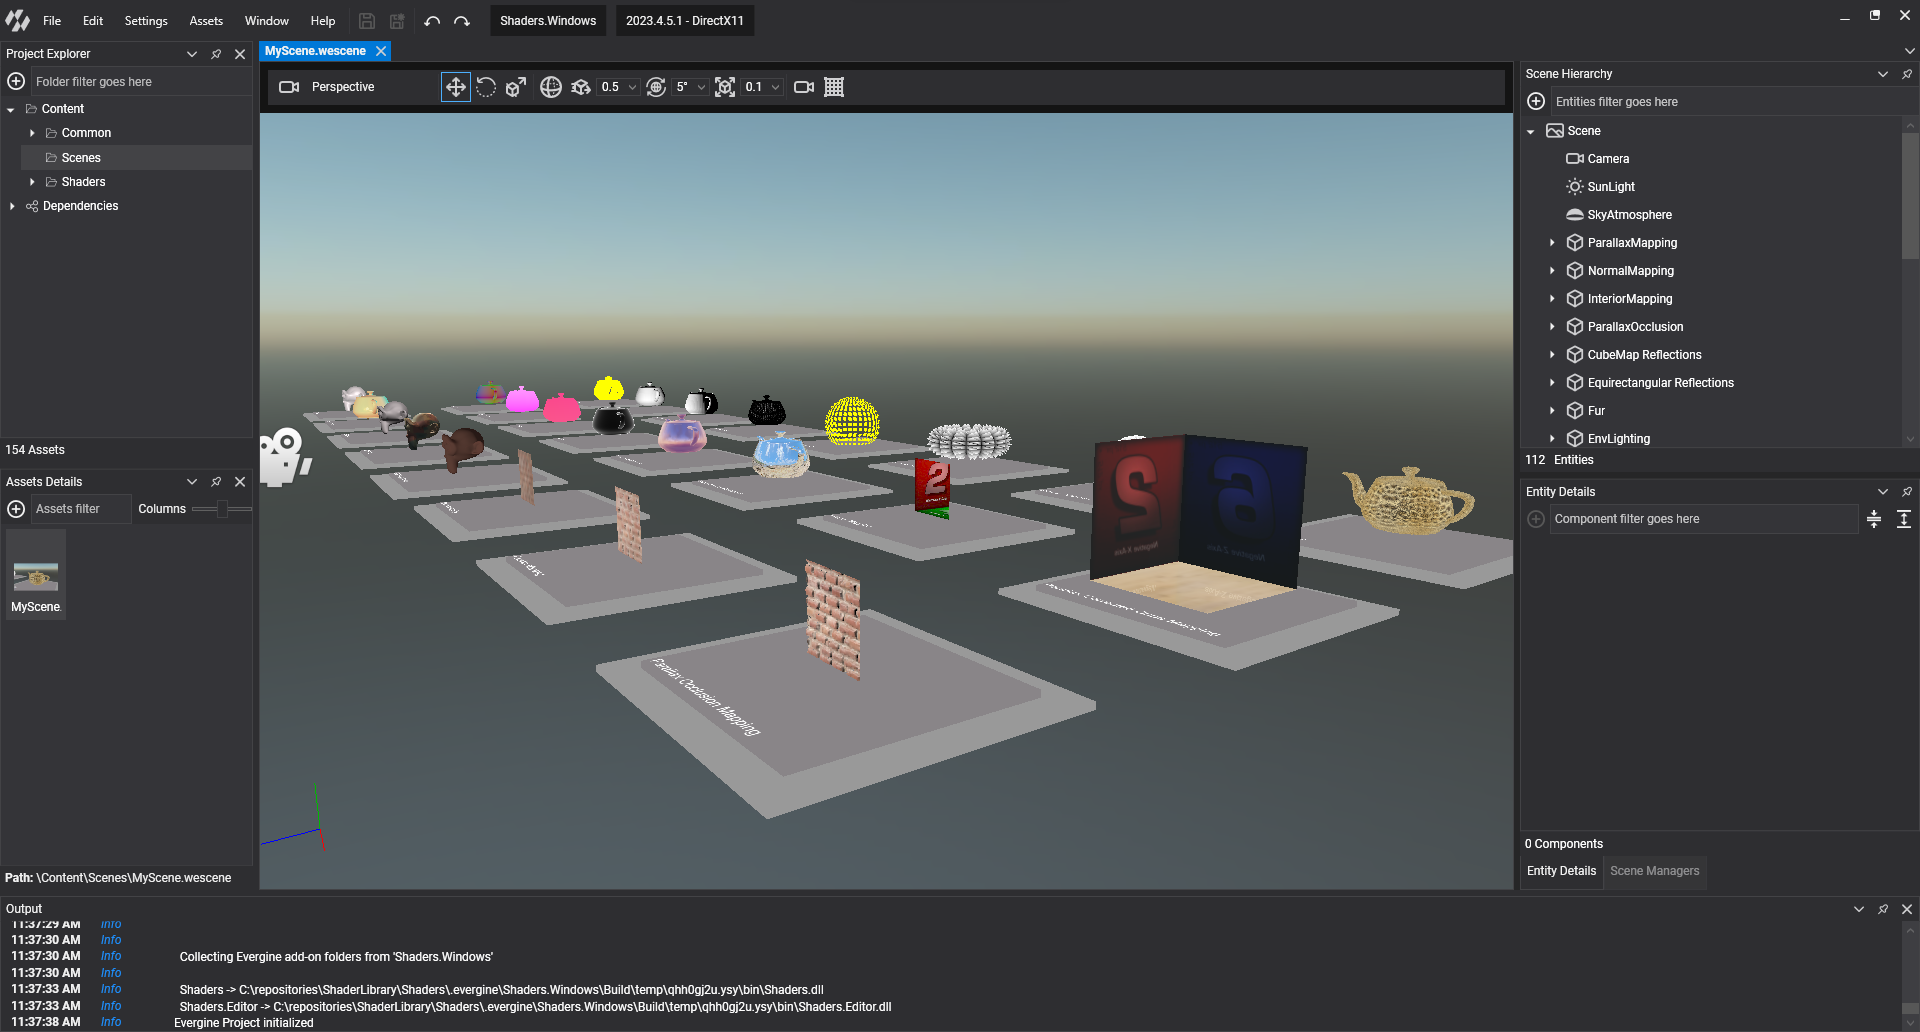 File Edit Settings Assets Window Help Shaders.Windows 2023.4.5.1 - DirectX11
Project Explorer
Folder filter goes here
Content
Common
Scenes
Shaders
Dependencies
154 Assets
Assets Details
Assets filter Columns
MyScene.
Path: \Content\Scenes\MyScene.wescene
MyScene.wescene
Perspective 0.5 5° 0.1
2
2
6
Negative X Axis
Negative Z Axis
Parallax Occlusion Mapping
Scene Hierarchy
Entities filter goes here
Scene
Camera
SunLight
SkyAtmosphere
ParallaxMapping
NormalMapping
InteriorMapping
ParallaxOcclusion
CubeMap Reflections
Equirectangular Reflections
Fur
EnvLighting
112 Entities
Entity Details
Component filter goes here
0 Components
Entity Details Scene Managers
Output
11:37:29 AM Info
11:37:30 AM Info
11:37:30 AM Info Collecting Evergine add-on folders from 'Shaders.Windows'
11:37:30 AM Info
11:37:33 AM Info Shaders -> C:\repositories\ShaderLibrary\Shaders\.evergine\Shaders.Windows\Build\temp\qhh0gj2u.ysy\bin\Shaders.dll
11:37:33 AM Info Shaders.Editor -> C:\repositories\ShaderLibrary\Shaders\.evergine\Shaders.Windows\Build\temp\qhh0gj2u.ysy\bin\Shaders.Editor.dll
11:37:38 AM Info Evergine Project initialized